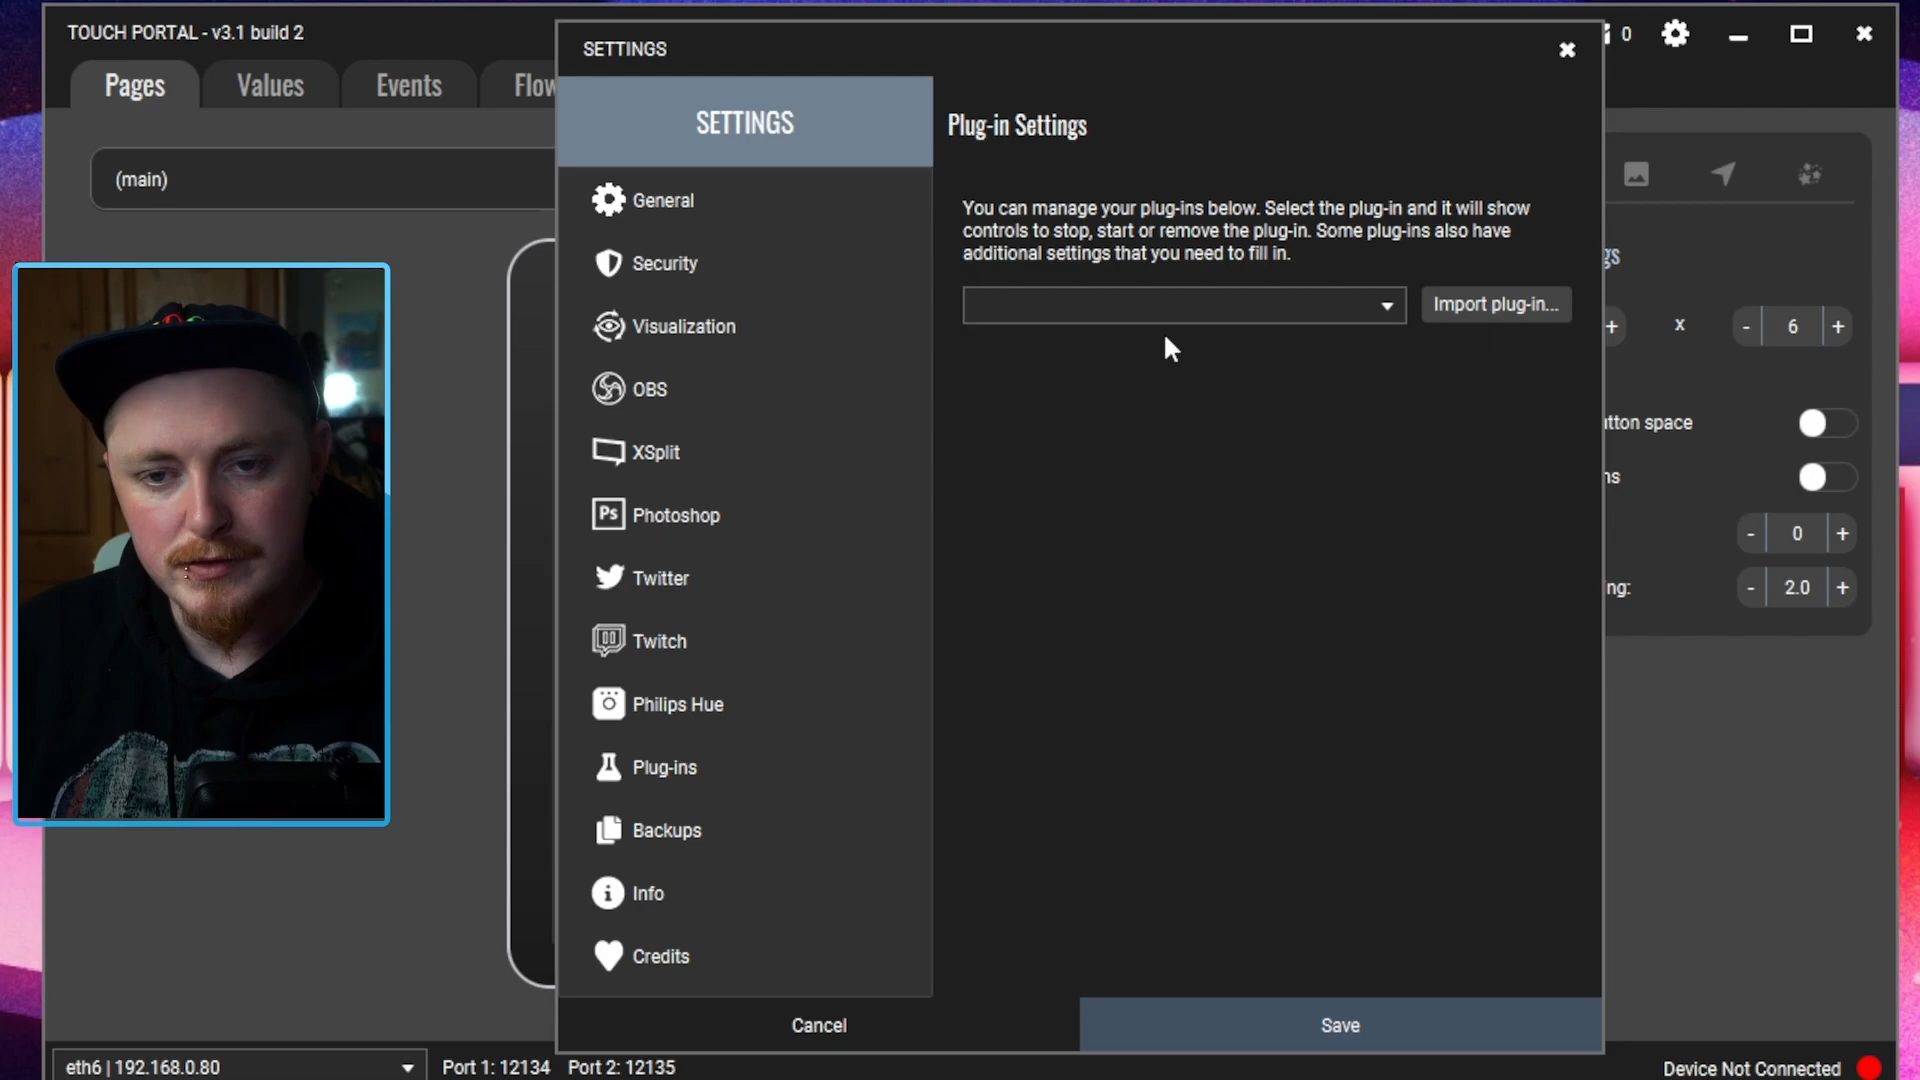 TOUCH PORTAL - v3.1 build 2
SETTINGS
0
Pages
Values
Events
SETTINGS
Plug-in Settings
(main)
General
You can manage your plug-ins below. Select the plug-in and it will show
controls to stop, start or remove the plug-in. Some plug-ins also have
additional settings that you need to fill in.
Security
Import plug-in...
Visualization
+ x - 6 +
OBS
XSplit
Ps Photoshop
- 0 +
Twitter
- 2.0 +
Twitch
Philips Hue
Plug-ins
Backups
Info
Credits
Cancel
Save
eth6 | 192.168.0.80
Port 1: 12134
Port 2: 12135
Device Not Connected